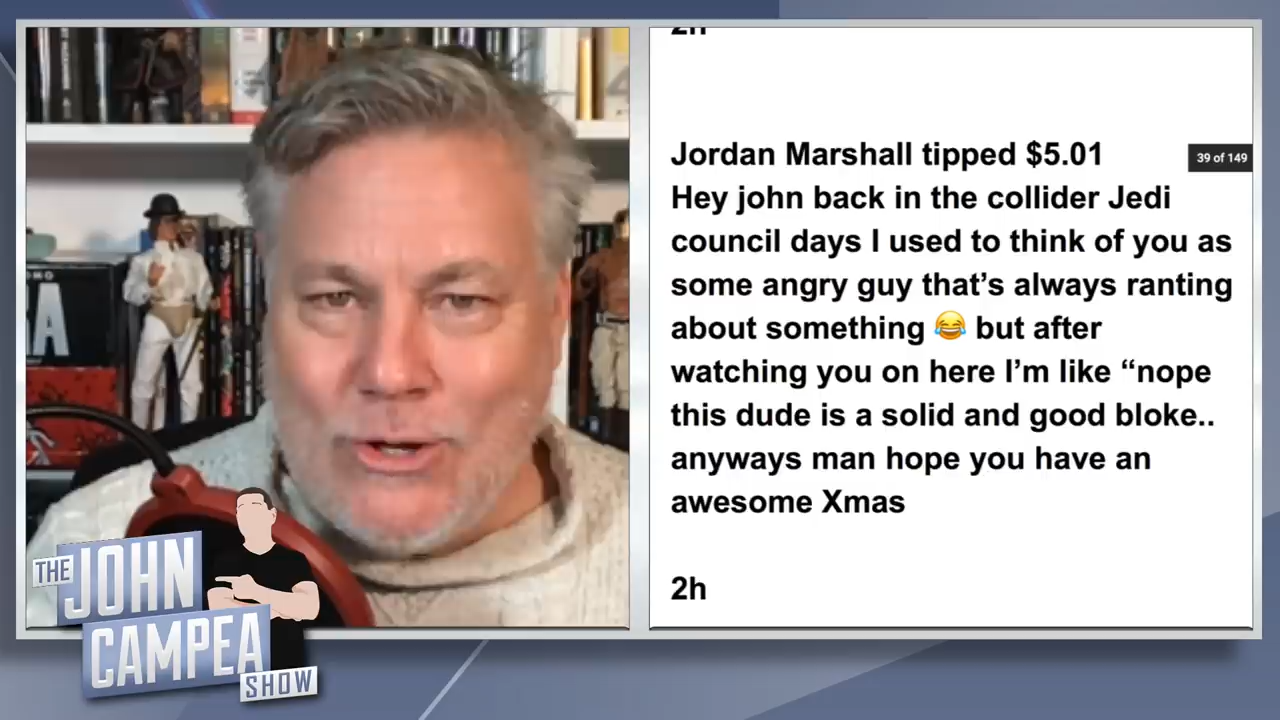 2h
Jordan Marshall tipped $5.01
39 of 149
Hey john back in the collider Jedi
council days I used to think of you as
some angry guy that’s always ranting
about something 😂 but after
watching you on here I’m like “nope
this dude is a solid and good bloke..
anyways man hope you have an
awesome Xmas
2h
THE
JOHN
CAMPEA
SHOW